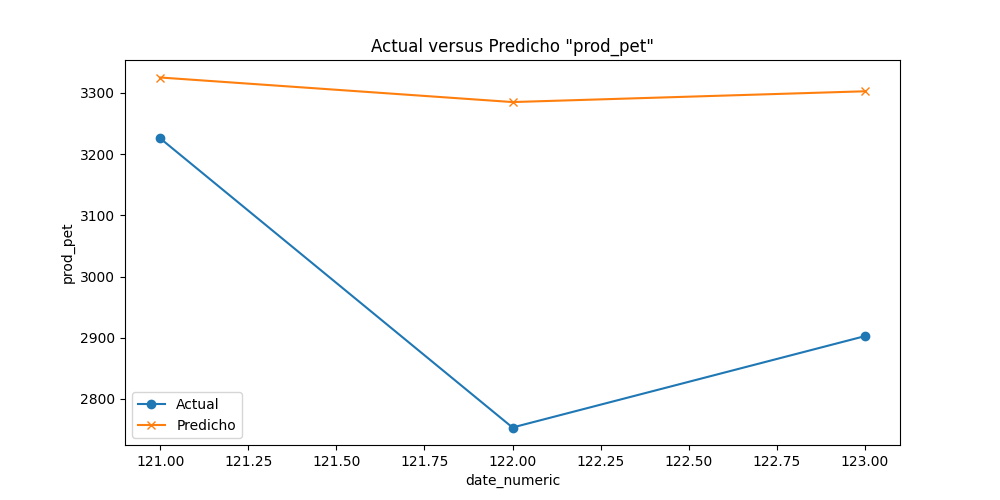 Actual versus Predicho "prod_pet"
prod_pet
3300
3200
3100
3000
2900
2800
Actual
Predicho
121.00 121.25 121.50 121.75 122.00 122.25 122.50 122.75 123.00
date_numeric